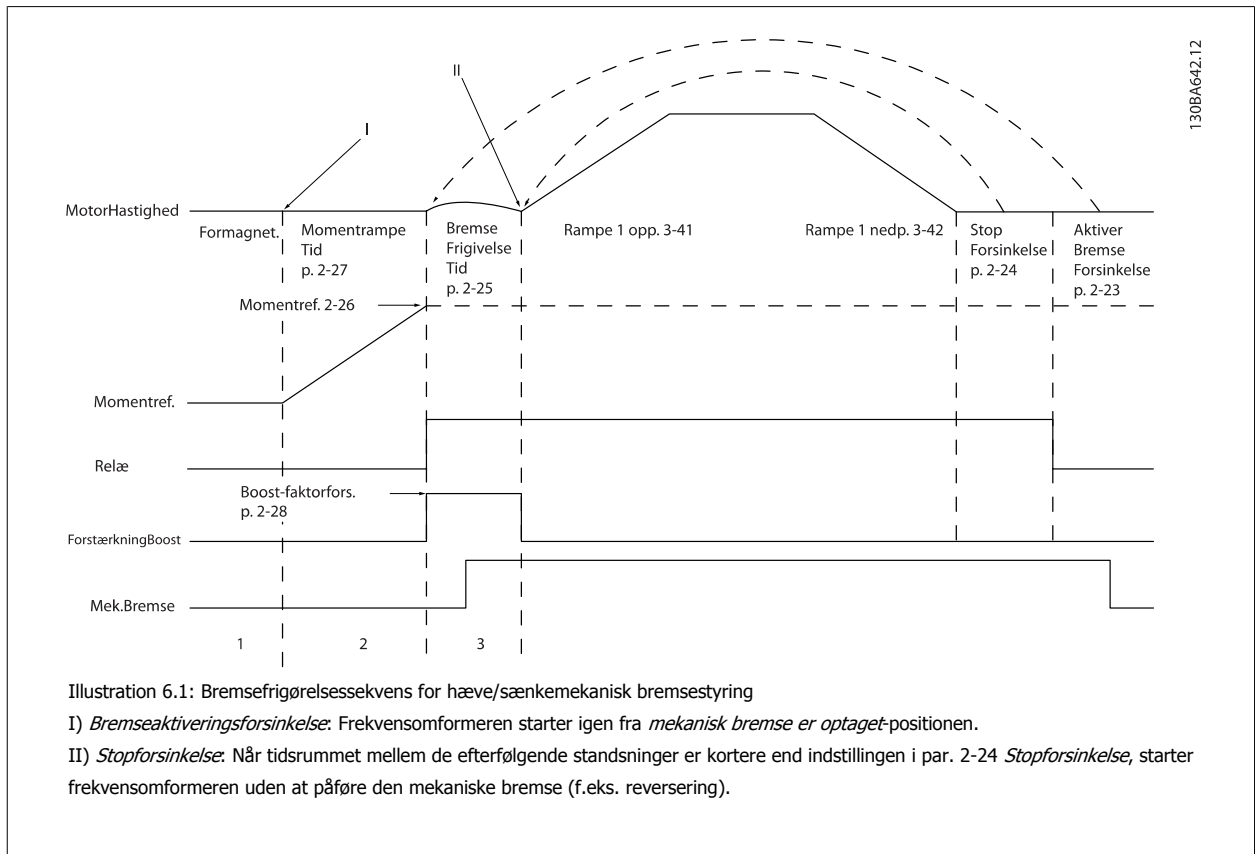 130BA642.12
II
I
MotorHastighed
Formagnet.
Momentrampe
Tid
p. 2-27
Bremse
Frigivelse
Tid
p. 2-25
Rampe 1 opp. 3-41
Rampe 1 nedp. 3-42
Stop
Forsinkelse
p. 2-24
Aktiver
Bremse
Forsinkelse
p. 2-23
Momentref. 2-26
Momentref.
Relæ
Boost-faktorfors.
p. 2-28
ForstærkningBoost
Mek.Bremse
1
2
3
Illustration 6.1: Bremsefrigørelsessekvens for hæve/sænkemekanisk bremsestyring
I) Bremseaktiveringsforsinkelse: Frekvensomformeren starter igen fra mekanisk bremse er optaget-positionen.
II) Stopforsinkelse: Når tidsrummet mellem de efterfølgende standsninger er kortere end indstillingen i par. 2-24 Stopforsinkelse, starter
frekvensomformeren uden at påføre den mekaniske bremse (f.eks. reversering).